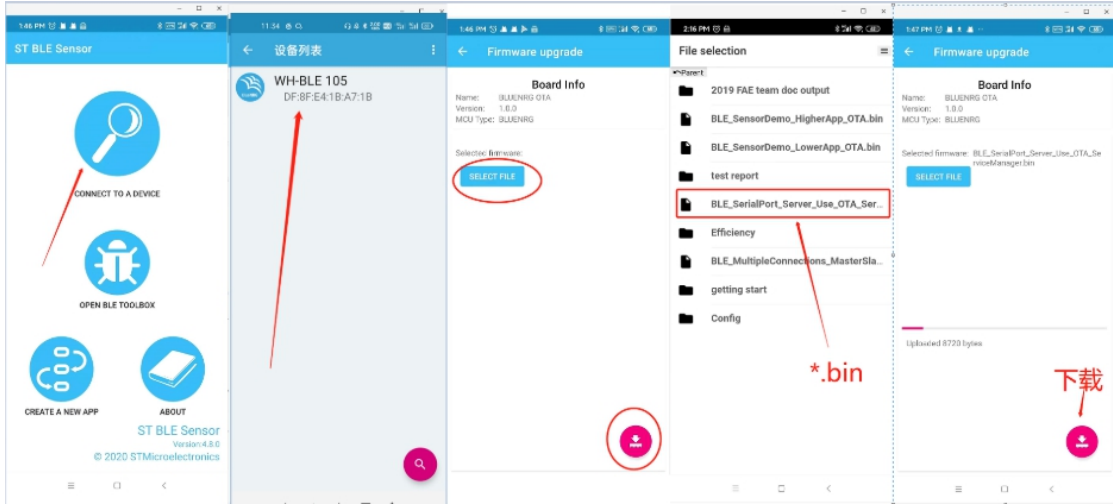 1:46 PM
ST BLE Sensor
CONNECT TO A DEVICE
OPEN BLE TOOLBOX
CREATE A NEW APP
ABOUT
ST BLE Sensor
Version:4.8.0
© 2020 STMicroelectronics
11:34
设备列表
WH-BLE 105
DF:8F:E4:1B:A7:1B
1:46 PM
Firmware upgrade
Board Info
Name: BLUENRG OTA
Version: 1.0.0
MCU Type: BLUENRG
Selected firmware:
SELECT FILE
2:16 PM
File selection
Parent
2019 FAE team doc output
BLE_SensorDemo_HigherApp_OTA.bin
BLE_SensorDemo_LowerApp_OTA.bin
test report
BLE_SerialPort_Server_Use_OTA_Ser...
Efficiency
BLE_MultipleConnections_MasterSla...
getting start
Config
*.bin
1:47 PM
Firmware upgrade
Board Info
Name: BLUENRG OTA
Version: 1.0.0
MCU Type: BLUENRG
Selected firmware: BLE_SerialPort_Server_Use_OTA_Se
rviceManager.bin
SELECT FILE
Uploaded 8720 bytes
下载